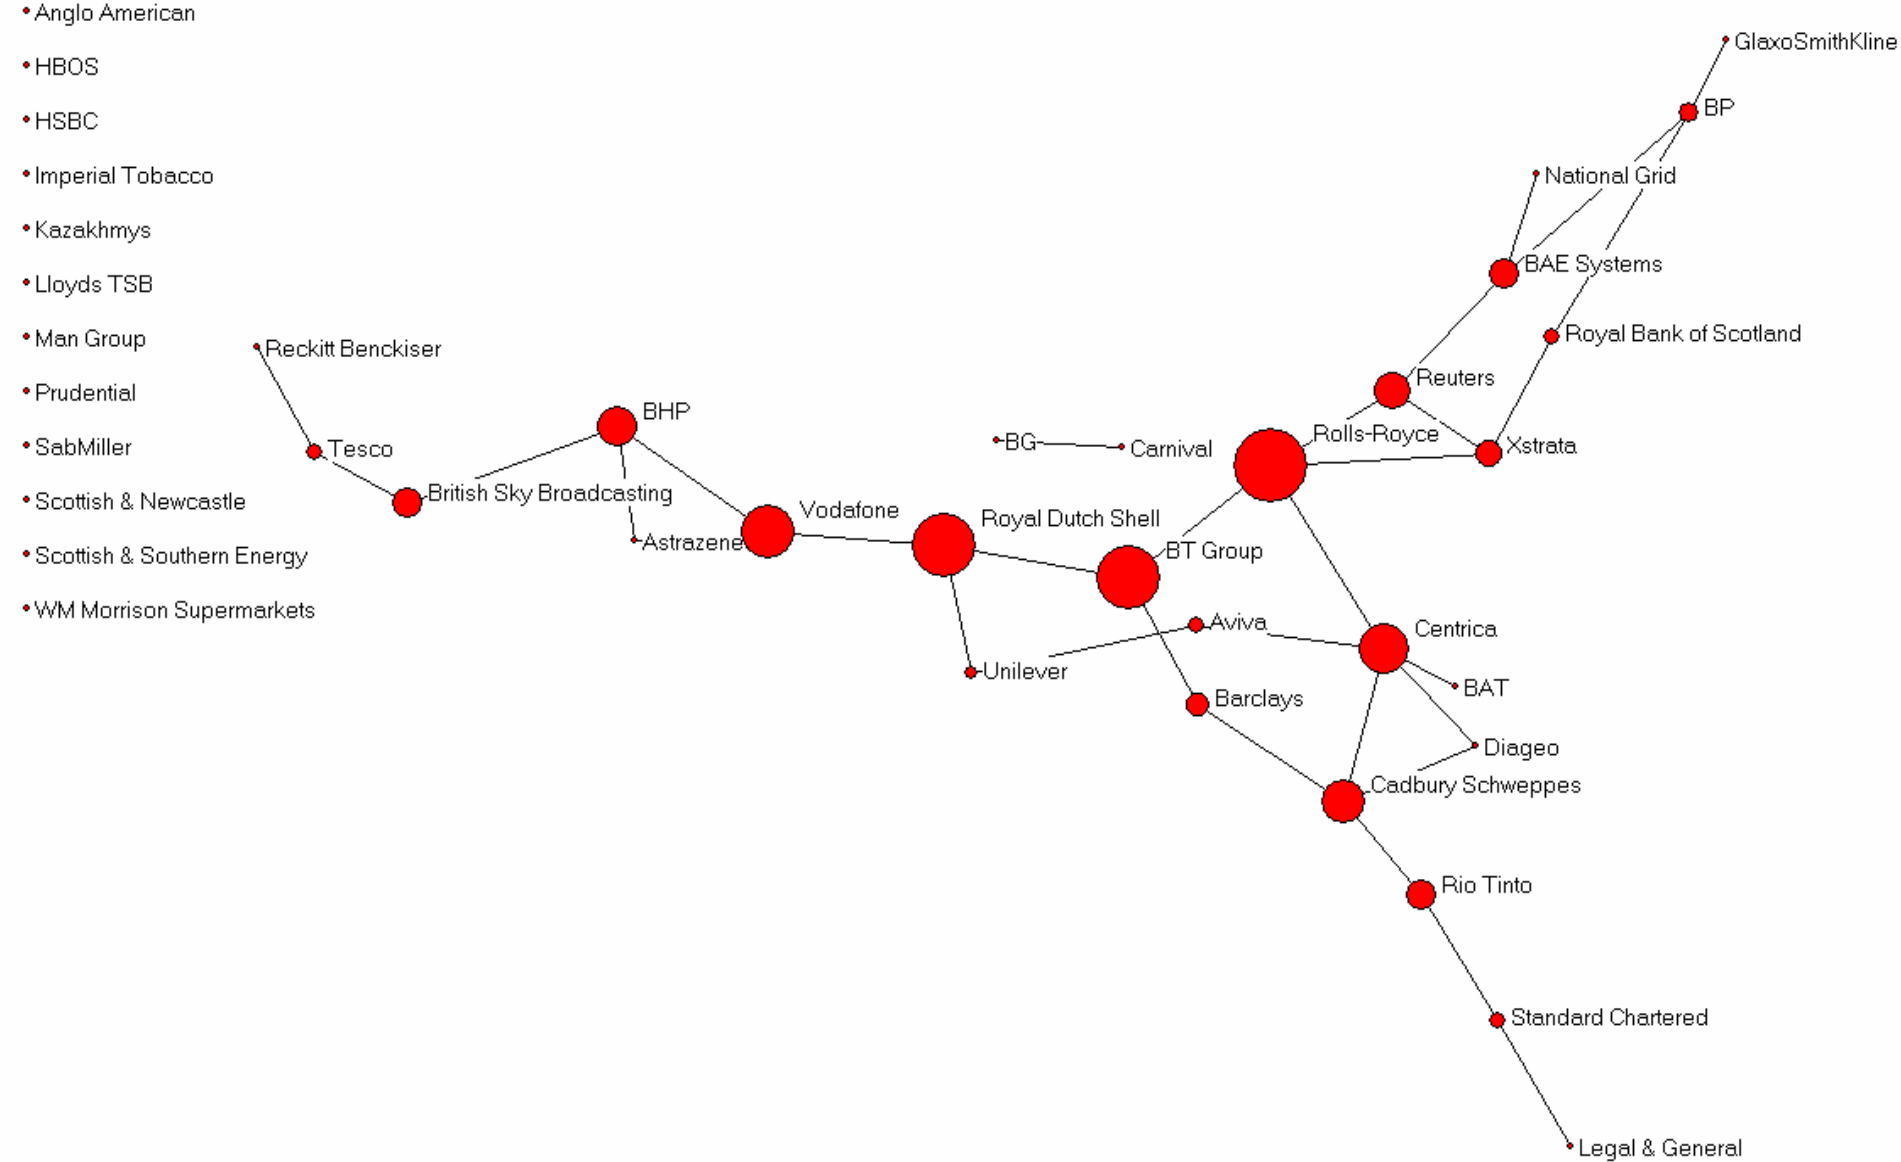 Anglo American
GlaxoSmithKline
HBOS
BP
HSBC
Imperial Tobacco
National Grid
Kazakhmys
BAE Systems
Lloyds TSB
Royal Bank of Scotland
Man Group
Reckitt Benckiser
Reuters
Prudential
BHP
Rolls-Royce
SabMiller
Tesco
BG
Carnival
Xstrata
British Sky Broadcasting
Scottish & Newcastle
Vodafone
Royal Dutch Shell
Astrazene
BT Group
Scottish & Southern Energy
WM Morrison Supermarkets
Aviva
Centrica
Unilever
BAT
Barclays
Diageo
Cadbury Schweppes
Rio Tinto
Standard Chartered
Legal & General